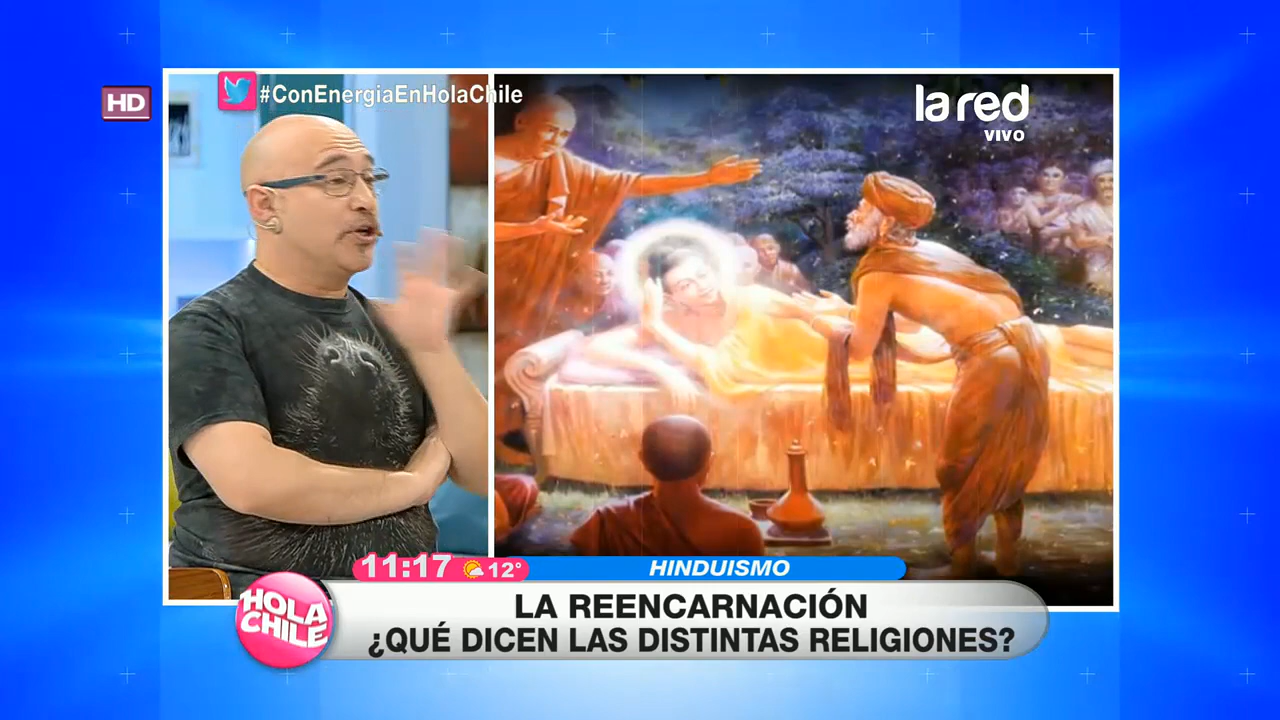 HD
#ConEnergiaEnHolaChile
la red
VIVO
11:17 12°
HINDUISMO
HOLA
CHILE
LA REENCARNACIÓN
¿QUÉ DICEN LAS DISTINTAS RELIGIONES?